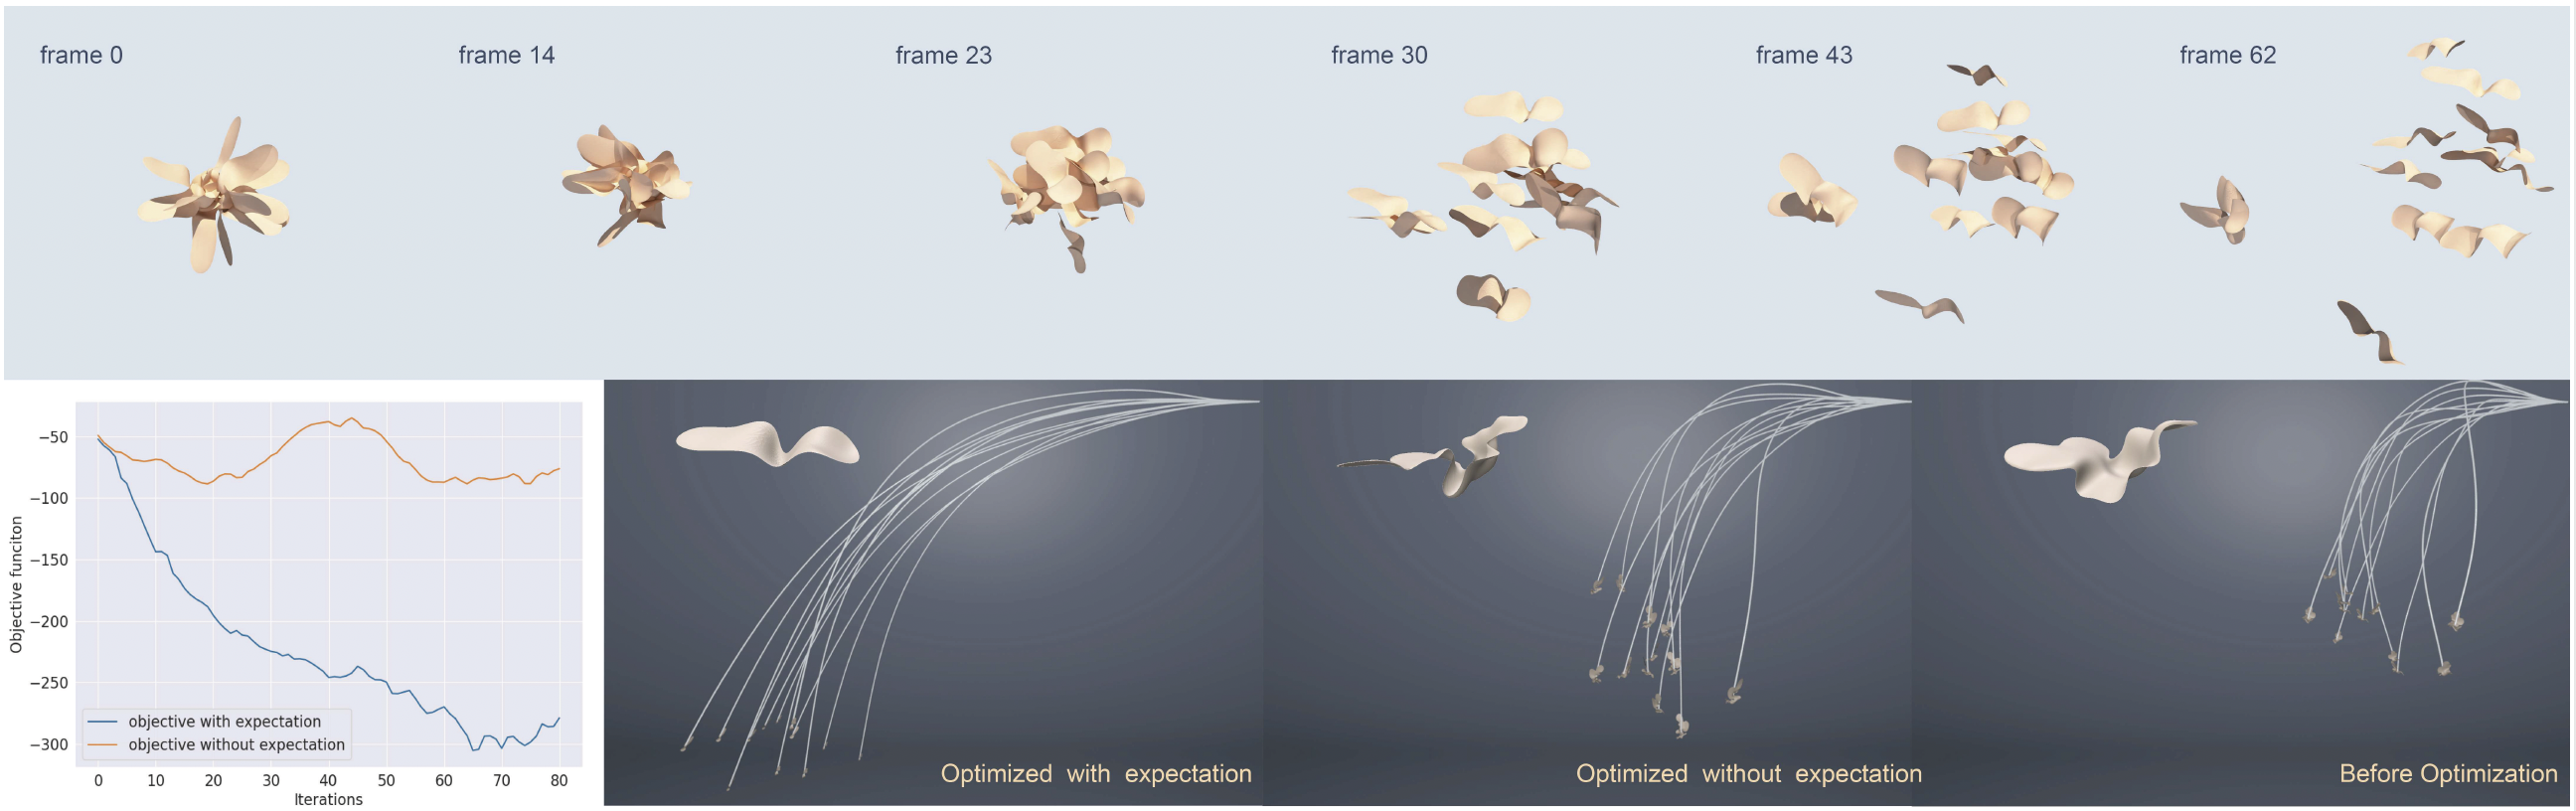 frame 0
frame 14
frame 23
frame 30
frame 43
frame 62
Objective funciton
−50
−100
−150
−200
−250
−300
objective with expectation
objective without expectation
0 10 20 30 40 50 60 70 80
Iterations
Optimized with expectation
Optimized without expectation
Before Optimization